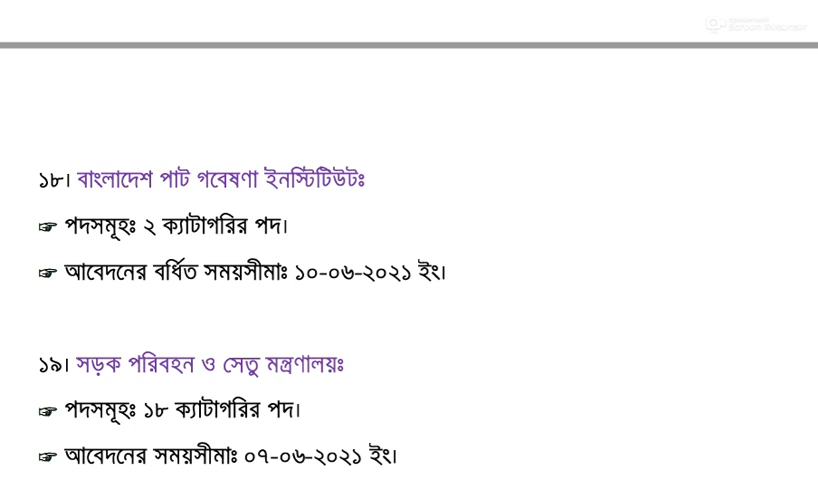 ১৮। বাংলাদেশ পাট গবেষণা ইনস্টিটিউটঃ
☞ পদসমূহঃ ২ ক্যাটাগরির পদ।
☞ আবেদনের বর্ধিত সময়সীমাঃ ১০-০৬-২০২১ ইং।
১৯। সড়ক পরিবহন ও সেতু মন্ত্রণালয়ঃ
☞ পদসমূহঃ ১৮ ক্যাটাগরির পদ।
☞ আবেদনের সময়সীমাঃ ০৭-০৬-২০২১ ইং।